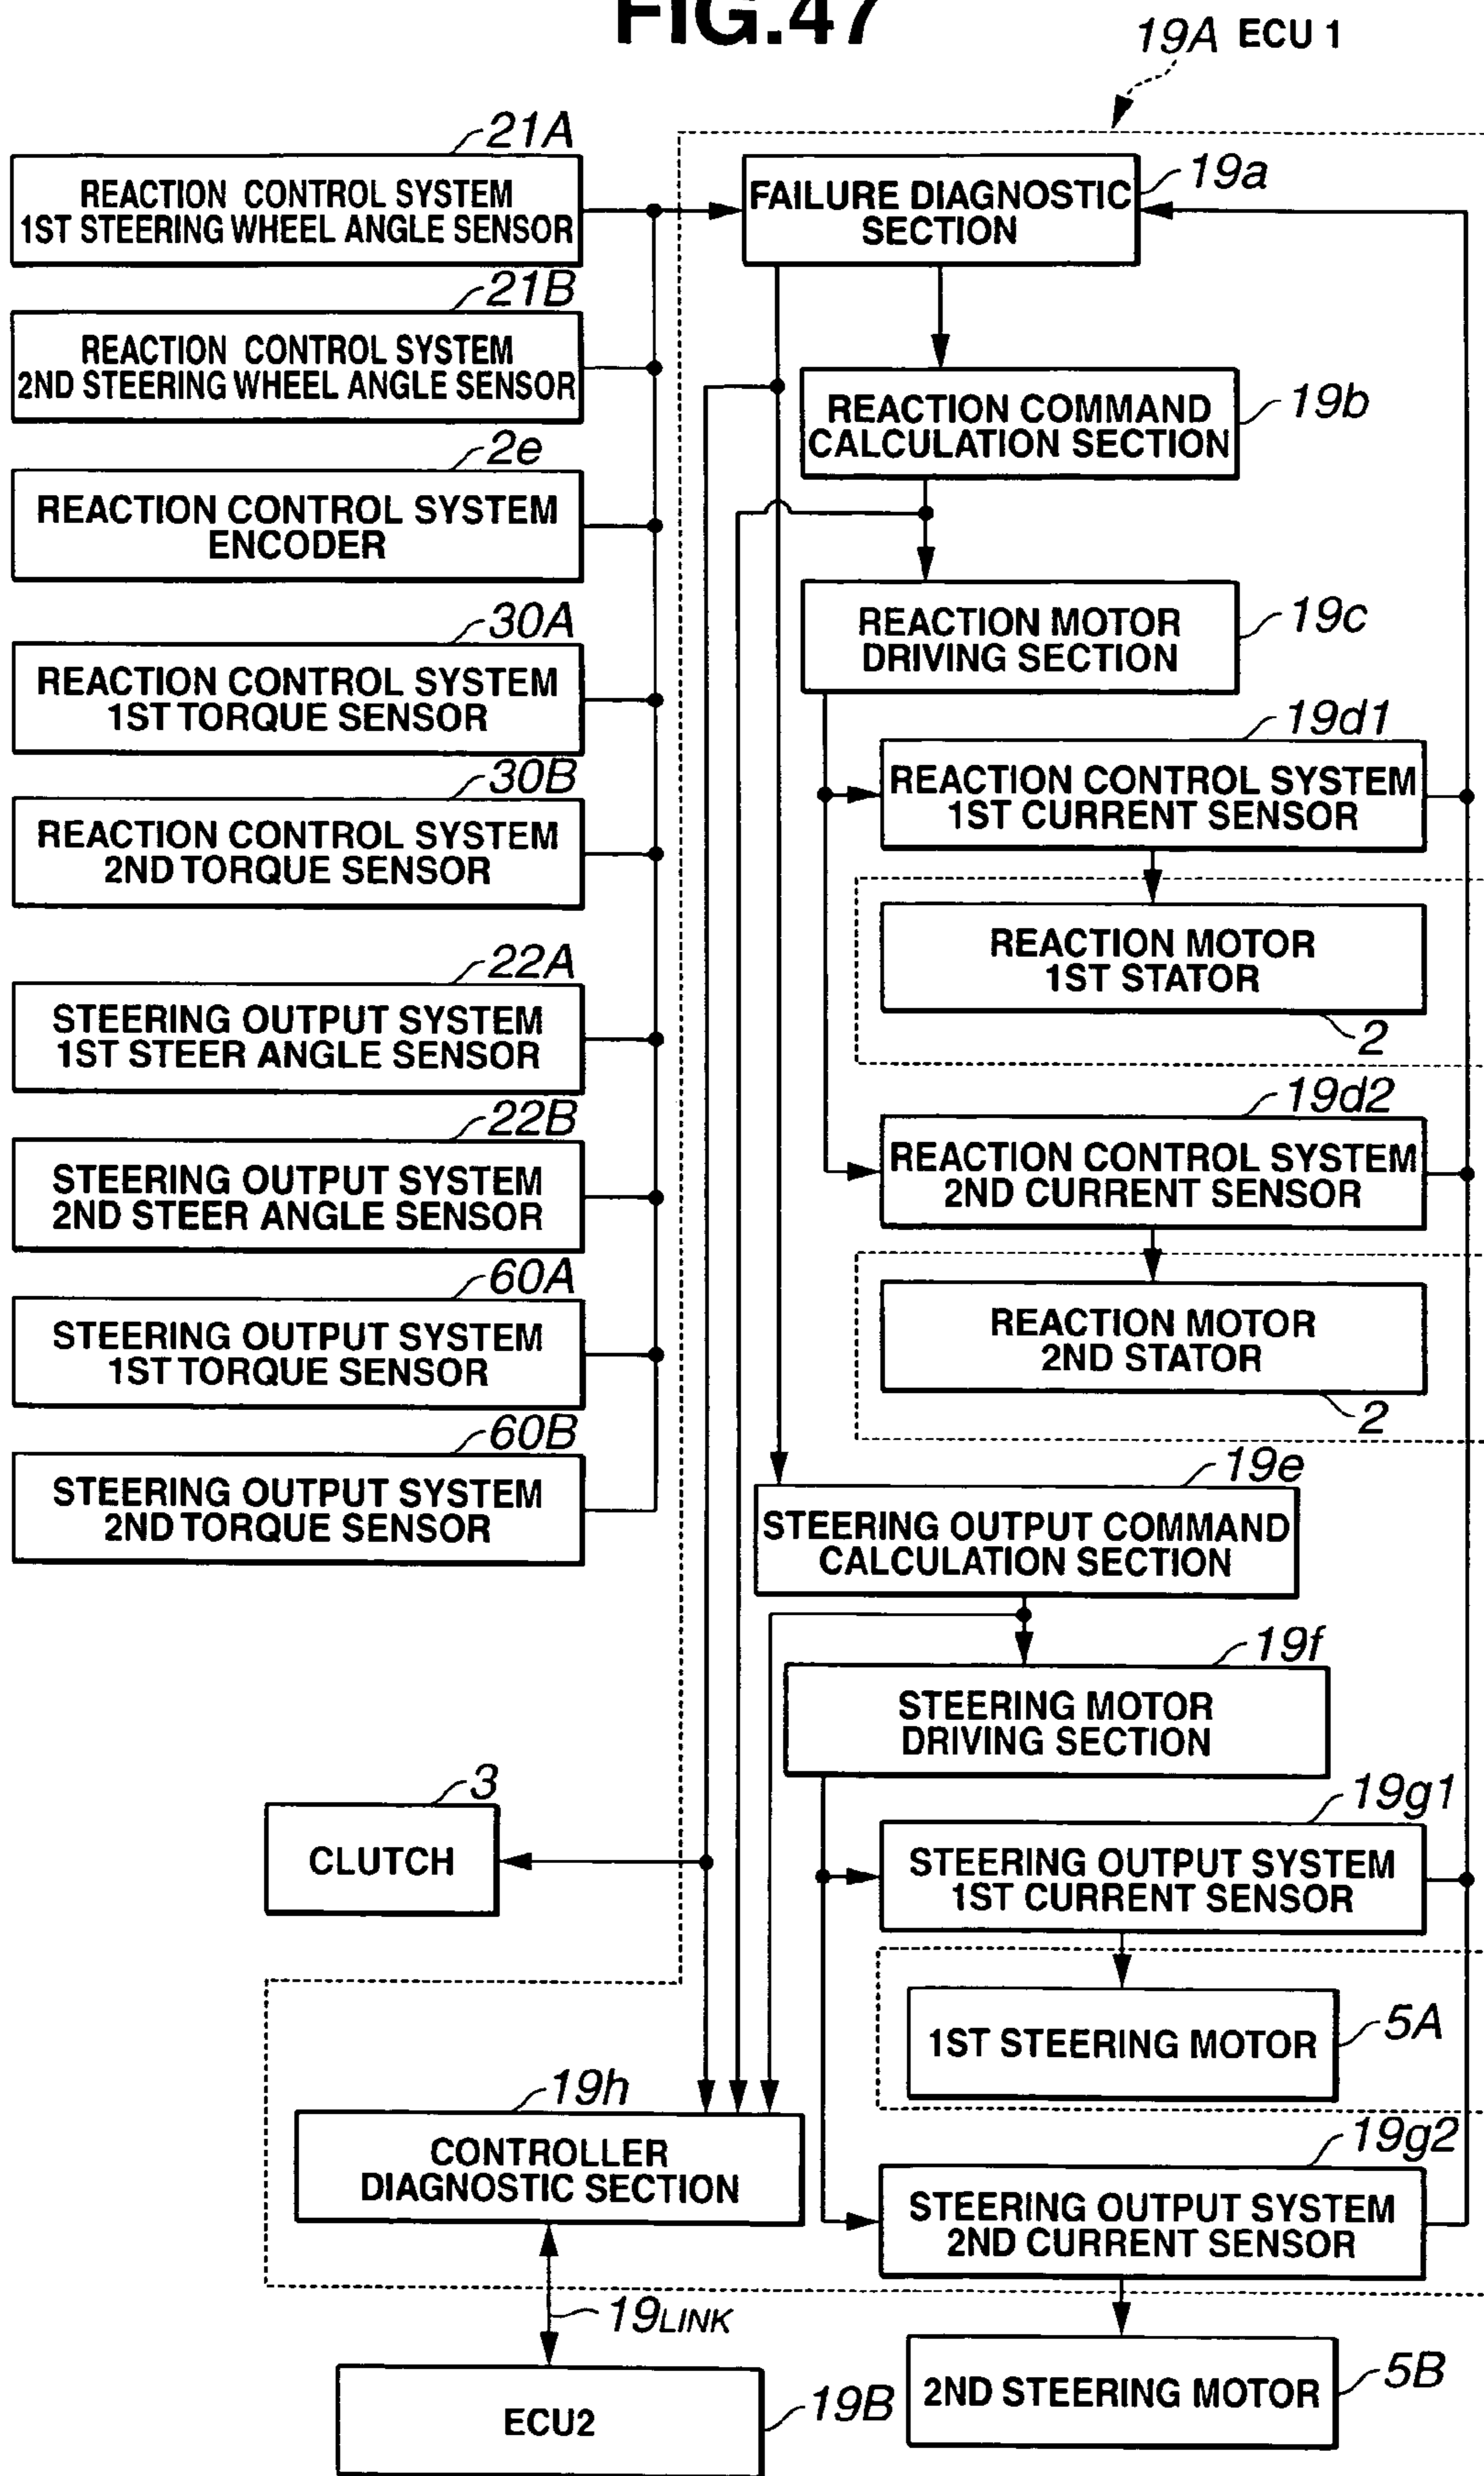 FIG.47
19A ECU 1
21A
REACTION CONTROL SYSTEM
1ST STEERING WHEEL ANGLE SENSOR
21B
REACTION CONTROL SYSTEM
2ND STEERING WHEEL ANGLE SENSOR
2e
REACTION CONTROL SYSTEM
ENCODER
30A
REACTION CONTROL SYSTEM
1ST TORQUE SENSOR
30B
REACTION CONTROL SYSTEM
2ND TORQUE SENSOR
22A
STEERING OUTPUT SYSTEM
1ST STEER ANGLE SENSOR
22B
STEERING OUTPUT SYSTEM
2ND STEER ANGLE SENSOR
60A
STEERING OUTPUT SYSTEM
1ST TORQUE SENSOR
60B
STEERING OUTPUT SYSTEM
2ND TORQUE SENSOR
3
CLUTCH
19a
FAILURE DIAGNOSTIC
SECTION
19b
REACTION COMMAND
CALCULATION SECTION
19c
REACTION MOTOR
DRIVING SECTION
19d1
REACTION CONTROL SYSTEM
1ST CURRENT SENSOR
REACTION MOTOR
1ST STATOR
2
19d2
REACTION CONTROL SYSTEM
2ND CURRENT SENSOR
REACTION MOTOR
2ND STATOR
2
19e
STEERING OUTPUT COMMAND
CALCULATION SECTION
19f
STEERING MOTOR
DRIVING SECTION
19g1
STEERING OUTPUT SYSTEM
1ST CURRENT SENSOR
1ST STEERING MOTOR
5A
19g2
STEERING OUTPUT SYSTEM
2ND CURRENT SENSOR
2ND STEERING MOTOR
5B
19h
CONTROLLER
DIAGNOSTIC SECTION
19LINK
ECU2
19B